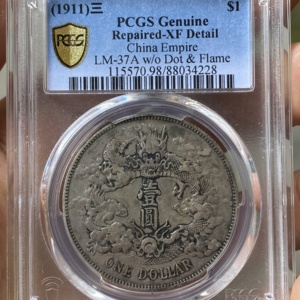 (1911)三 $1
PCGS Genuine
Repaired-XF Detail
China Empire
LM-37A w/o Dot & Flame
115570.98/88034228
PCGS
壹
圓
ONE DOLLAR